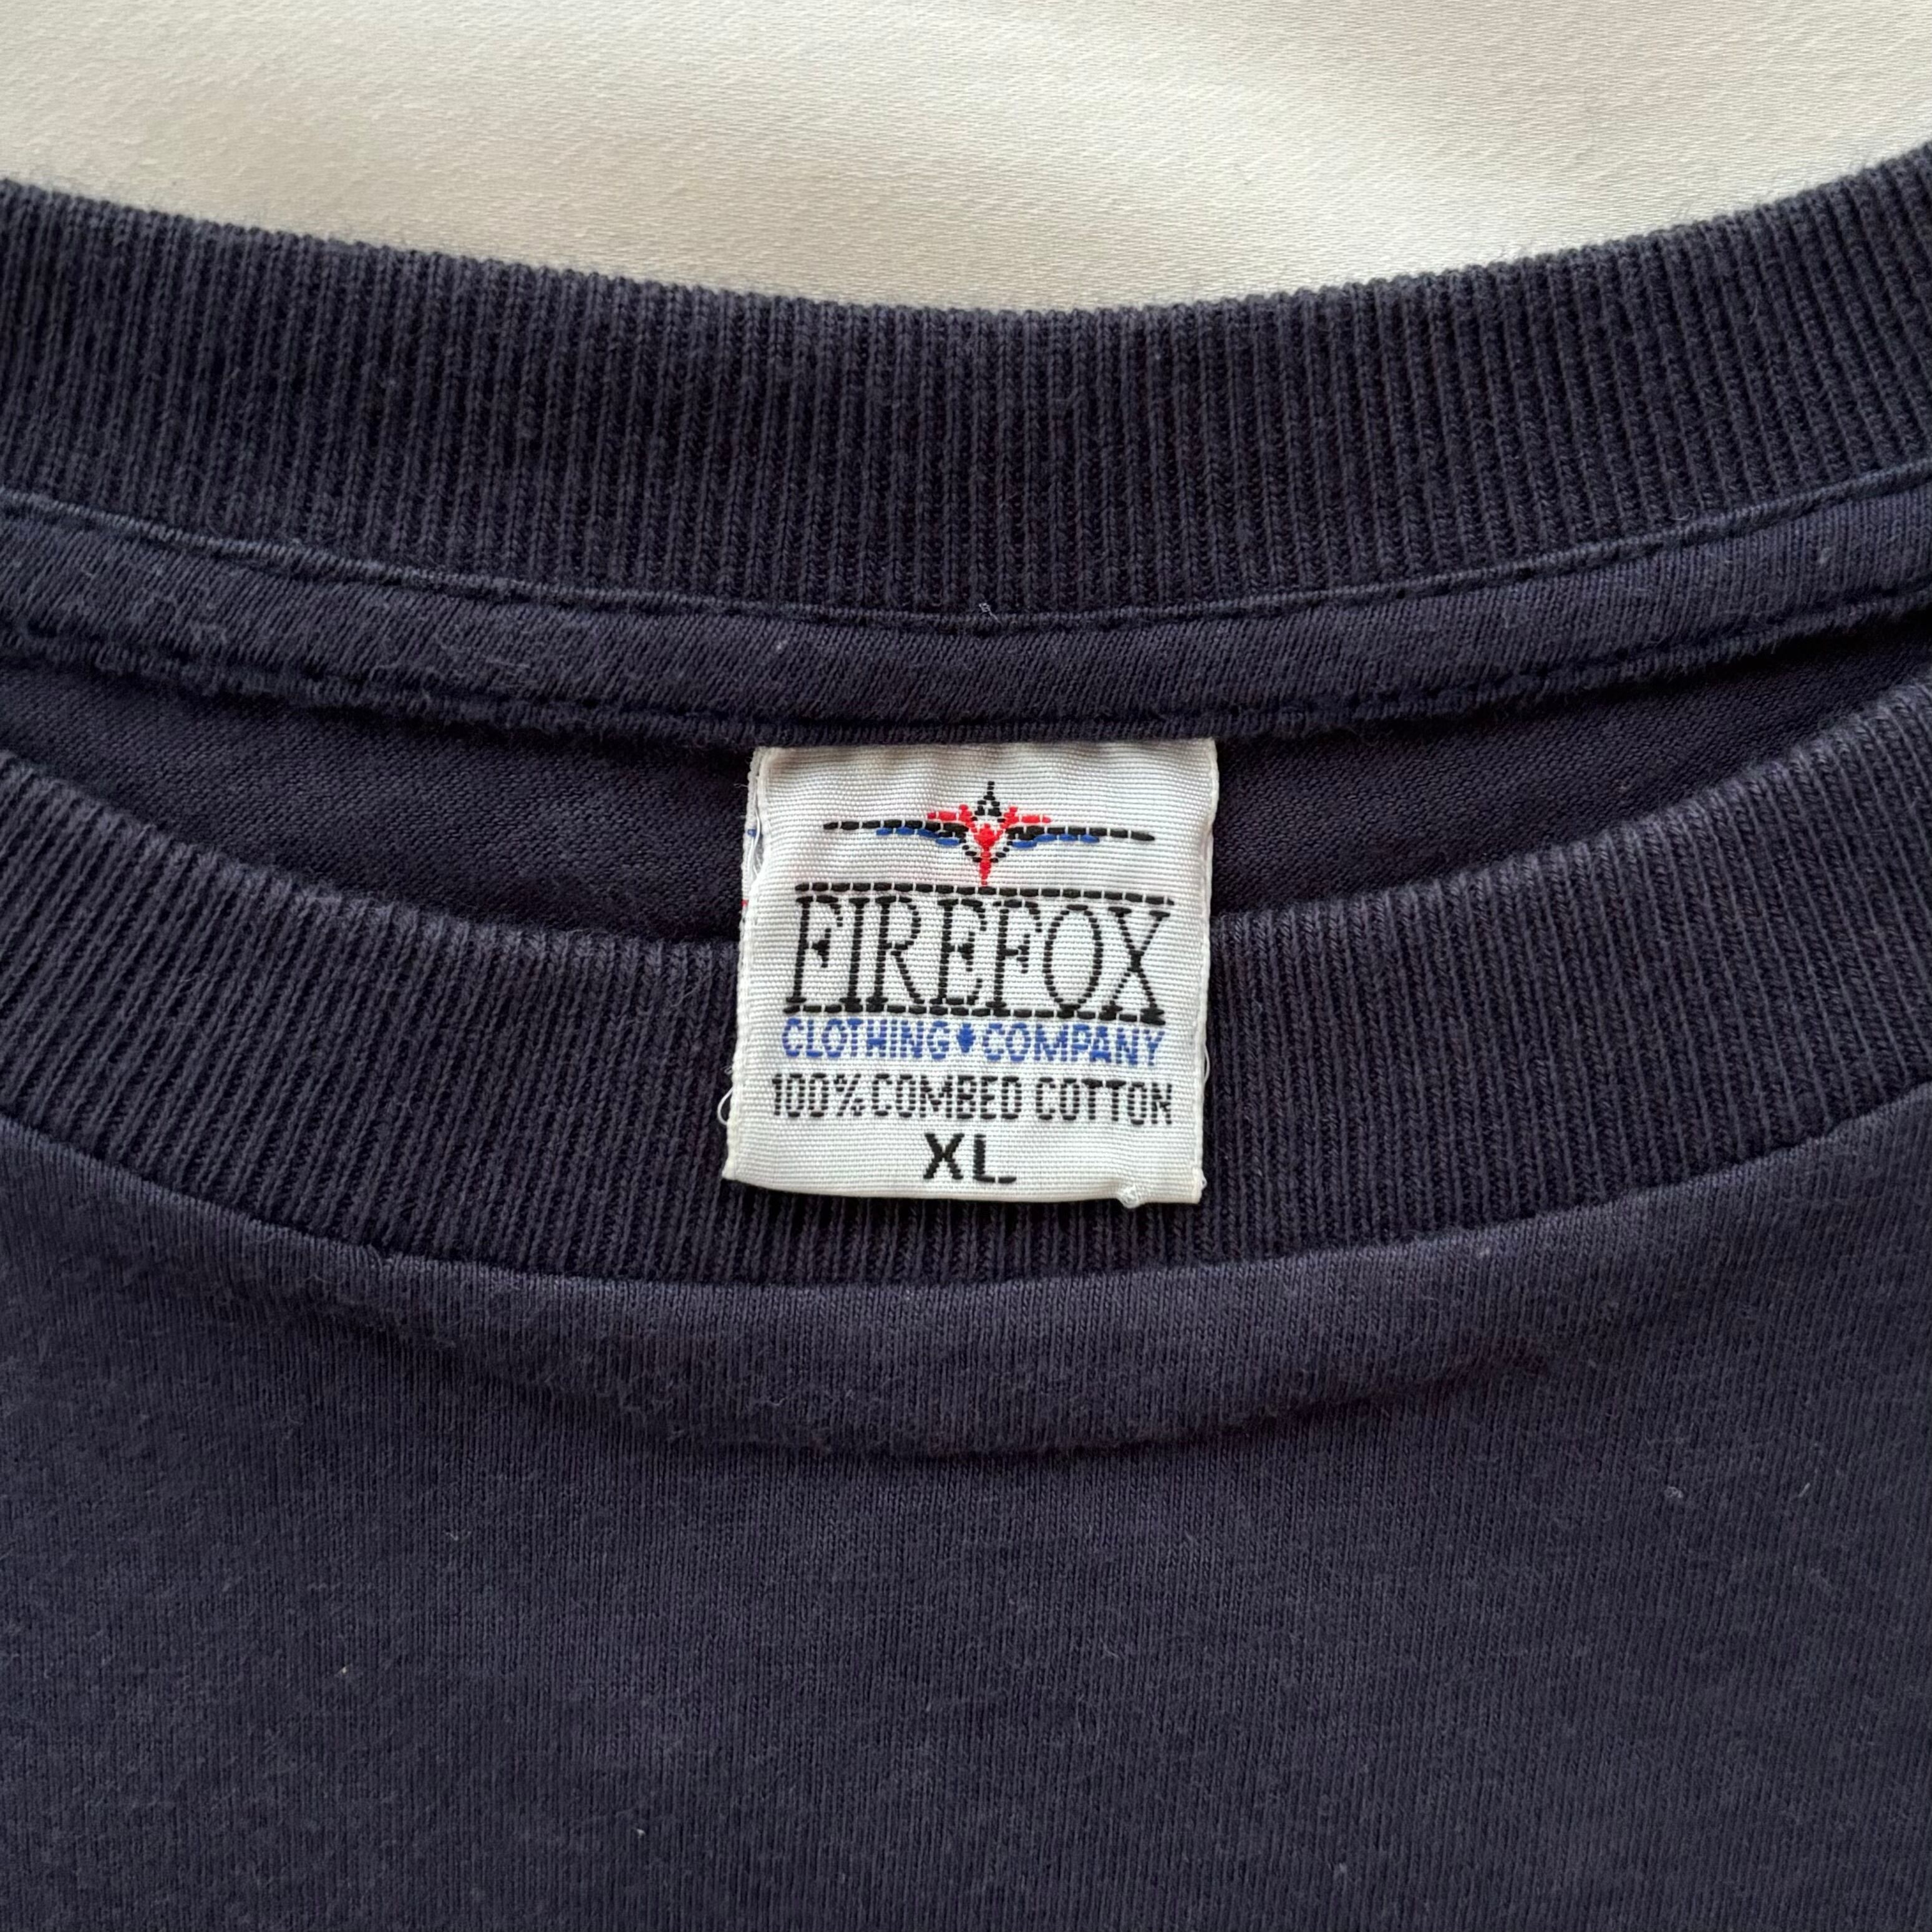 FIREFOX
CLOTHING COMPANY
100% COMBED COTTON
XL